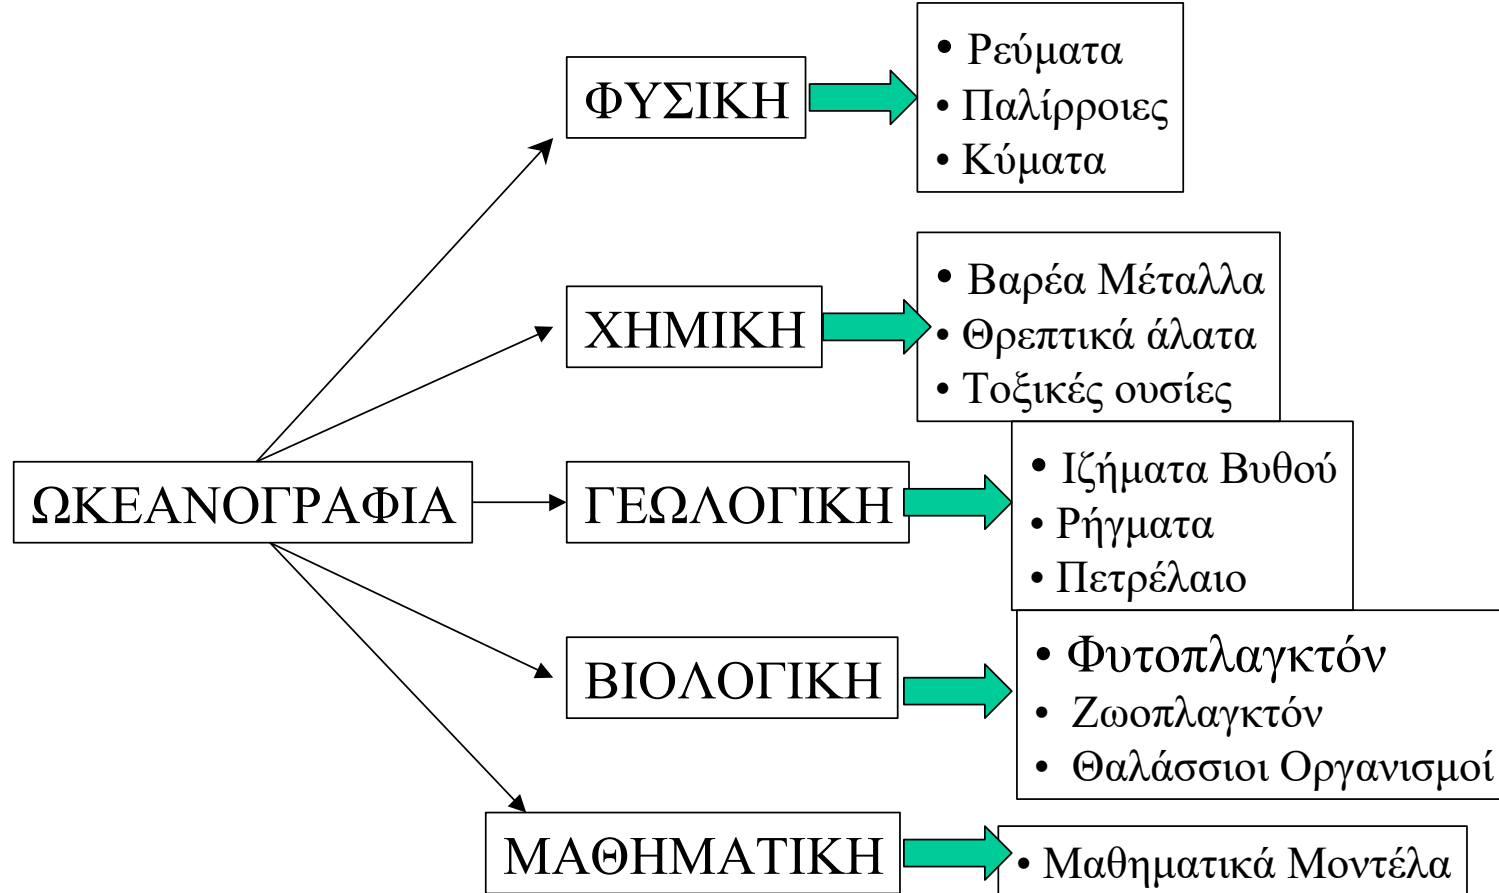 ΩΚΕΑΝΟΓΡΑΦΙΑ
ΦΥΣΙΚΗ
• Ρεύματα
• Παλίρροιες
• Κύματα
ΧΗΜΙΚΗ
• Βαρέα Μέταλλα
• Θρεπτικά άλατα
• Τοξικές ουσίες
ΓΕΩΛΟΓΙΚΗ
• Ιζήματα Βυθού
• Ρήγματα
• Πετρέλαιο
ΒΙΟΛΟΓΙΚΗ
• Φυτοπλαγκτόν
• Ζωοπλαγκτόν
• Θαλάσσιοι Οργανισμοί
ΜΑΘΗΜΑΤΙΚΗ
• Μαθηματικά Μοντέλα